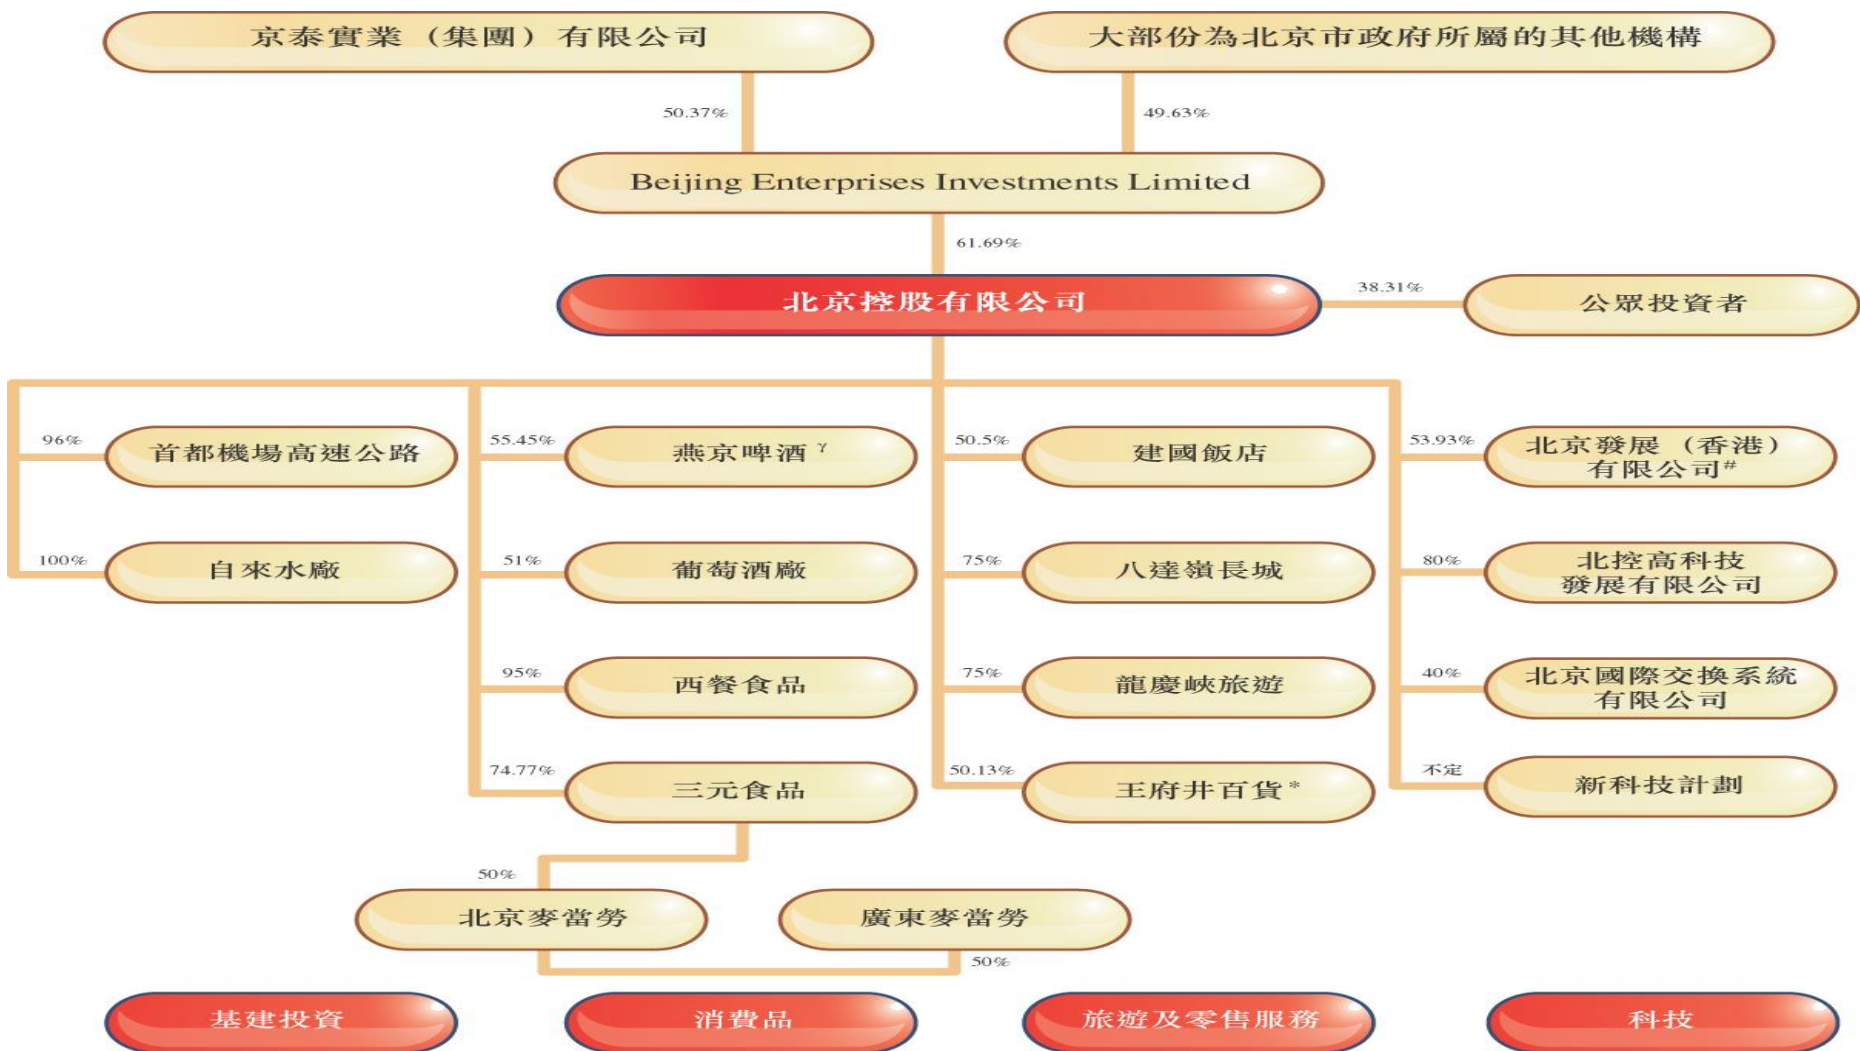 京泰實業（集團）有限公司
大部份為北京市政府所屬的其他機構
50.37%
49.63%
Beijing Enterprises Investments Limited
61.69%
北京控股有限公司
38.31%
公眾投資者
96%
首都機場高速公路
55.45%
燕京啤酒 γ
50.5%
建國飯店
53.93%
北京發展（香港）
有限公司#
100%
自來水廠
51%
葡萄酒廠
75%
八達嶺長城
80%
北控高科技
發展有限公司
95%
西餐食品
75%
龍慶峽旅遊
40%
北京國際交換系統
有限公司
74.77%
三元食品
50.13%
王府井百貨*
不定
新科技計劃
50%
北京麥當勞
廣東麥當勞
50%
基建投資
消費品
旅遊及零售服務
科技